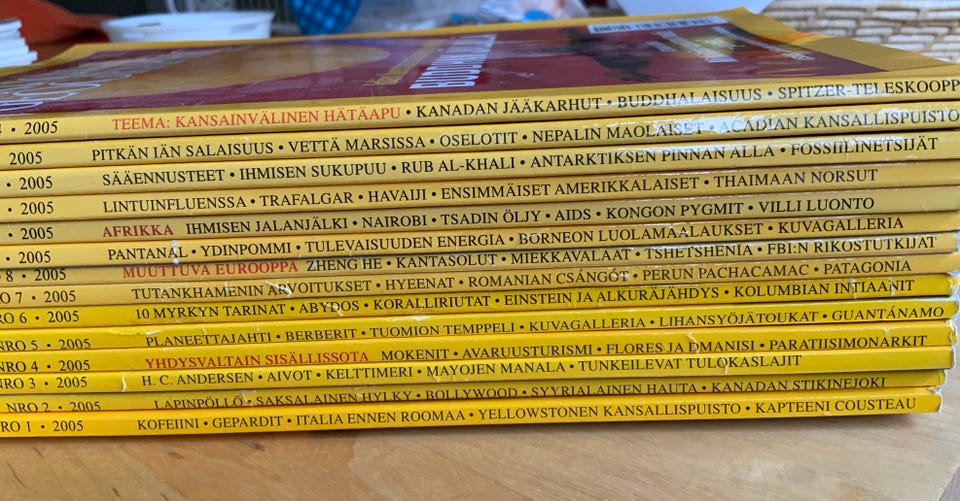 BUDDHALAISUUS
4 • 2005 TEEMA: KANSAINVÄLINEN HÄTÄAPU • KANADAN JÄÄKARHUT • BUDDHALAISUUS • SPITZER-TELESKOOPP
• 2005 PITKÄN IÄN SALAISUUS • VETTÄ MARSISSA • OSELOTIT • NEPALIN MAOLAISET • ACADIAN KANSALLISPUISTO
• 2005 SÄÄENNUSTEET • IHMISEN SUKUPUU • RUB AL-KHALI • ANTARKTIKSEN PINNAN ALLA • FOSSIILINETSIJÄT
• 2005 LINTUINFLUENSSA • TRAFALGAR • HAVAIJI • ENSIMMÄISET AMERIKKALAISET • THAIMAAN NORSUT
• 2005 AFRIKKA IHMISEN JALANJÄLKI • NAIROBI • TSADIN ÖLJY • AIDS • KONGON PYGMIT • VILLI LUONTO
• 2005 PANTANAL • YDINPOMMI • TULEVAISUUDEN ENERGIA • BORNEON LUOLAMAALAUKSET • KUVAGALLERIA
O 8 • 2005 MUUTTUVA EUROOPPA ZHENG HE • KANTASOLUT • MIEKKAVALAAT • TSHETSHENIA • FBI:N RIKOSTUTKIJAT
RO 7 • 2005 TUTANKHAMENIN ARVOITUKSET • HYEENAT • ROMANIAN CSÁNGÓT • PERUN PACHACAMAC • PATAGONIA
RO 6 • 2005 10 MYRKYN TARINAT • ABYDOS • KORALLIRIUTAT • EINSTEIN JA ALKURÄJÄHDYS • KOLUMBIAN INTIAANIT
NRO 5 • 2005 PLANEETTAJAHTI • BERBERIT • TUOMION TEMPPELI • KUVAGALLERIA • LIHANSYÖJÄTOUKAT • GUANTÁNAMO
NRO 4 • 2005 YHDYSVALTAIN SISÄLLISSOTA MOKENIT • AVARUUSTURISMI • FLORES JA DMANISI • PARATIISIMONARKIT
NRO 3 • 2005 H. C. ANDERSEN • AIVOT • KELTTIMERI • MAYOJEN MANALA • TUNKEILEVAT TULOKASLAJIT
NRO 2 • 2005 LAPINPÖLLÖ • SAKSALAINEN HYLKY • BOLLYWOOD • SYYRIALAINEN HAUTA • KANADAN STIKINEJOKI
RO 1 • 2005 KOFEIINI • GEPARDIT • ITALIA ENNEN ROOMAA • YELLOWSTONEN KANSALLISPUISTO • KAPTEENI COUSTEAU